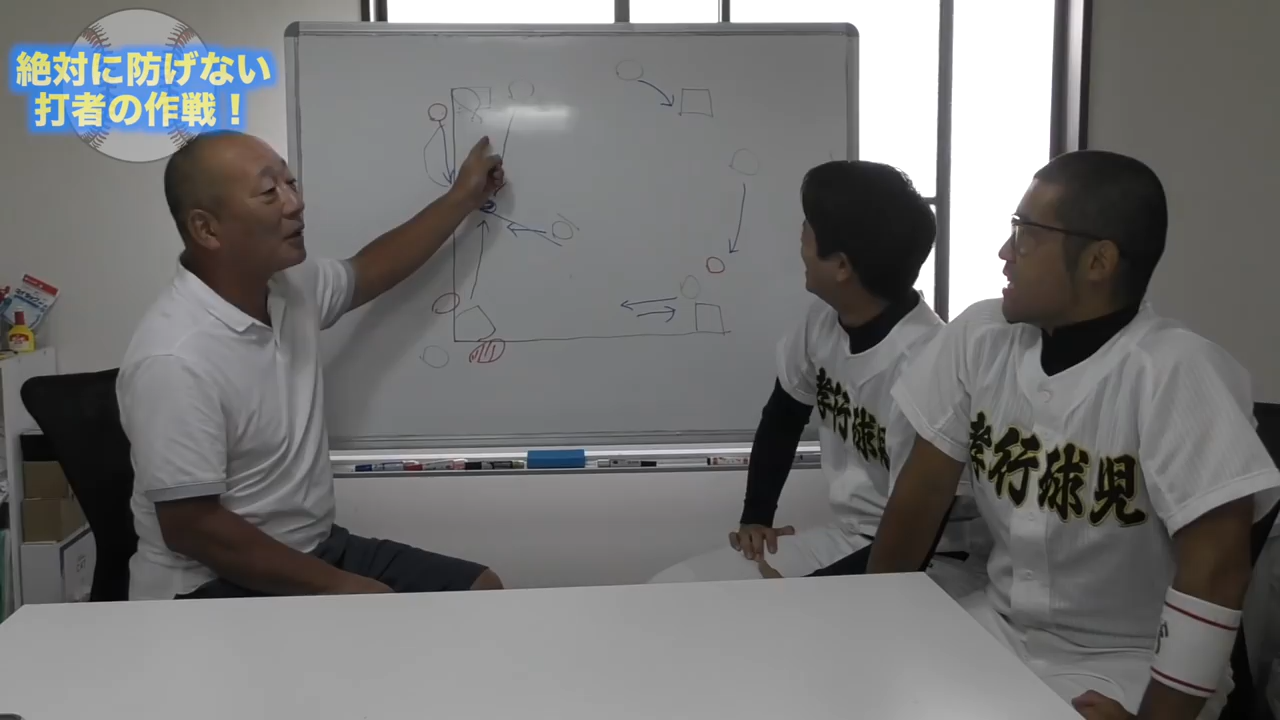 絶対に防げない
打者の作戦！
孝行球児
孝行球児